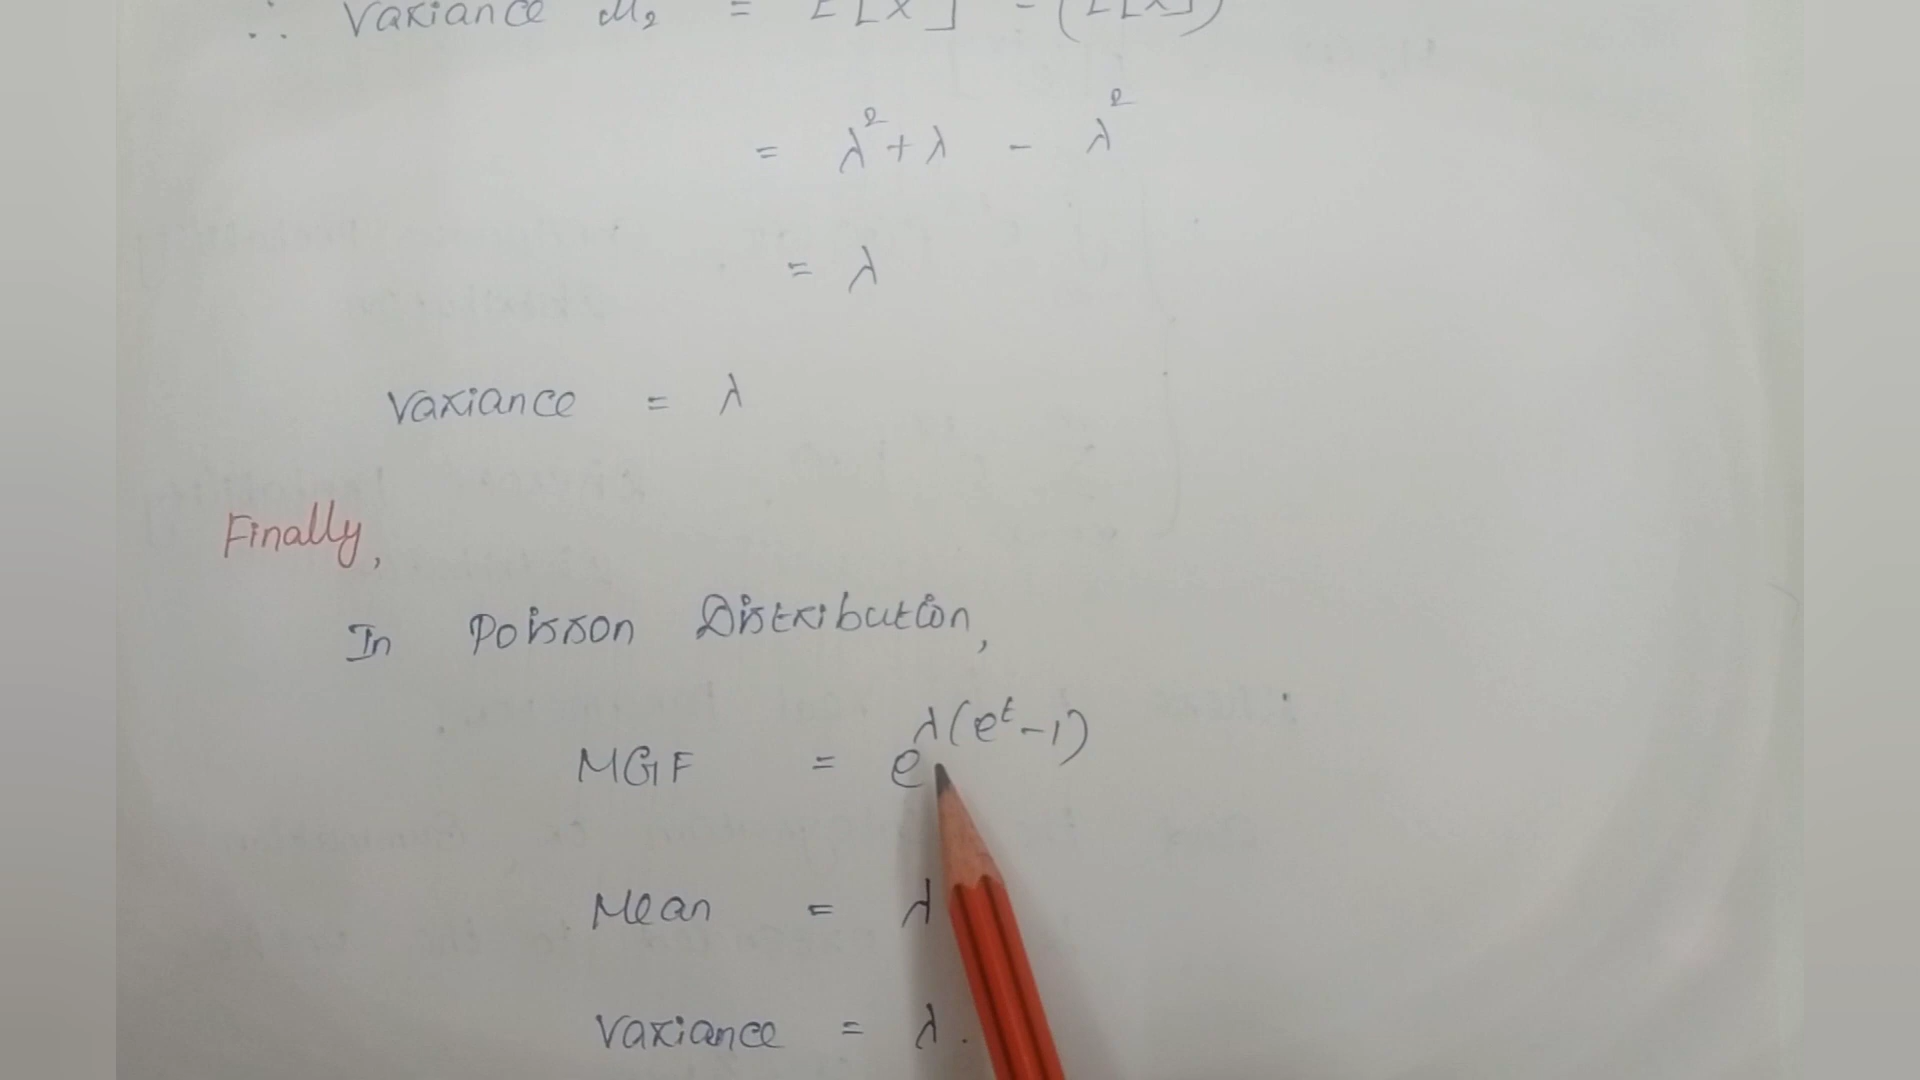 ∴ Variance μ₂ = E[X²] - (E[X])²
= λ² + λ - λ²
= λ
Variance = λ
Finally,
In Poisson Distribution,
MGF = e^λ(e^t - 1)
Mean = λ
Variance = λ.